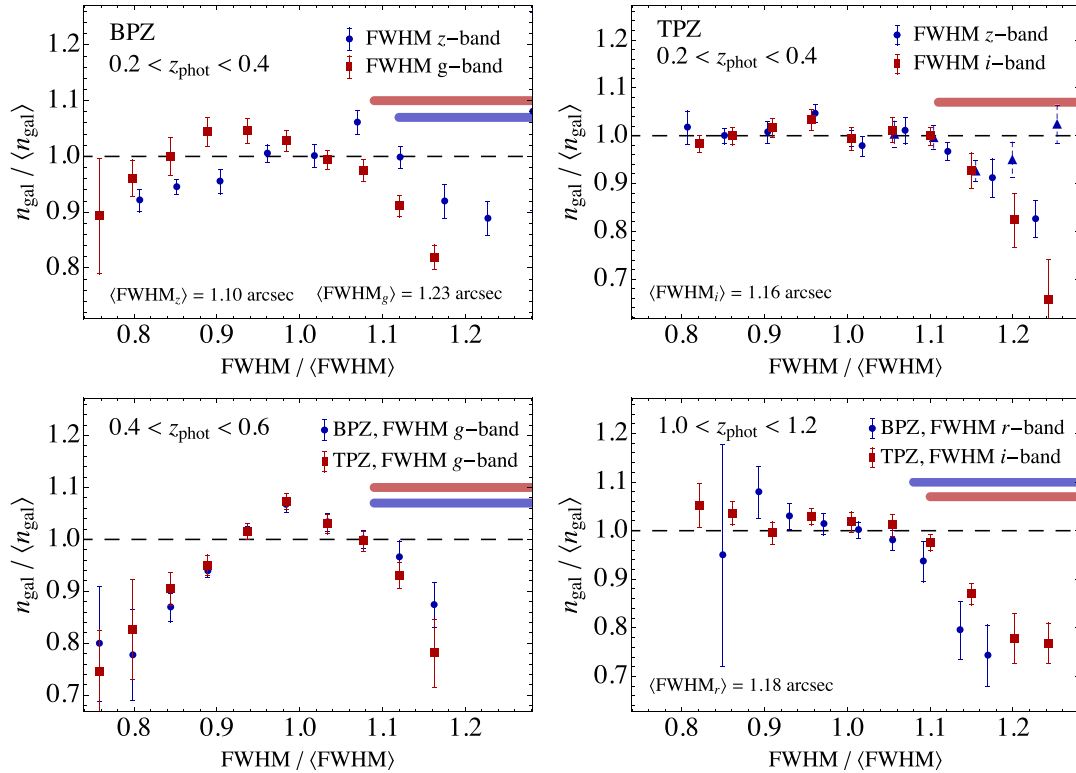 BPZ
0.2 < z_phot < 0.4
FWHM z−band
FWHM g−band
⟨FWHM_z⟩ = 1.10 arcsec ⟨FWHM_g⟩ = 1.23 arcsec
n_gal / ⟨n_gal⟩
1.2
1.1
1.0
0.9
0.8
0.8 0.9 1.0 1.1 1.2
FWHM / ⟨FWHM⟩
TPZ
0.2 < z_phot < 0.4
FWHM z−band
FWHM i−band
⟨FWHM_i⟩ = 1.16 arcsec
n_gal / ⟨n_gal⟩
1.2
1.1
1.0
0.9
0.8
0.7
0.8 0.9 1.0 1.1 1.2
FWHM / ⟨FWHM⟩
0.4 < z_phot < 0.6
BPZ, FWHM g−band
TPZ, FWHM g−band
n_gal / ⟨n_gal⟩
1.2
1.1
1.0
0.9
0.8
0.7
0.8 0.9 1.0 1.1 1.2
FWHM / ⟨FWHM⟩
1.0 < z_phot < 1.2
BPZ, FWHM r−band
TPZ, FWHM i−band
⟨FWHM_r⟩ = 1.18 arcsec
n_gal / ⟨n_gal⟩
1.2
1.1
1.0
0.9
0.8
0.7
0.8 0.9 1.0 1.1 1.2
FWHM / ⟨FWHM⟩